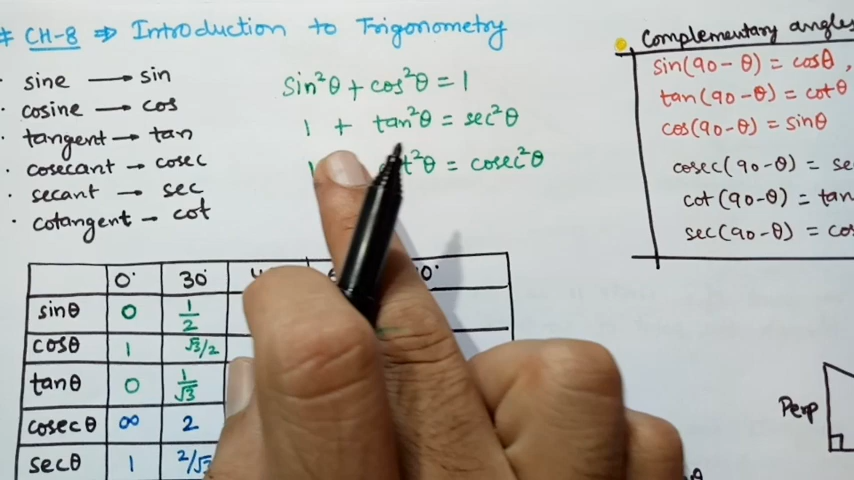 # CH-8 ⇒ Introduction to Trigonometry
· sine → sin
· cosine → cos
· tangent → tan
· cosecant → cosec
· secant → sec
· cotangent → cot
sin²θ + cos²θ = 1
1 + tan²θ = sec²θ
1 t²θ = cosec²θ
Complementary angles
sin(90-θ) = cosθ,
tan(90-θ) = cotθ
cos(90-θ) = sinθ
cosec(90-θ) = se
cot(90-θ) = tan
sec(90-θ) = cos
0° 30°
sinθ 0 1/2
cosθ 1 √3/2
tanθ 0 1/√3
cosecθ ∞ 2
secθ 1 2/√3
Perp
θ